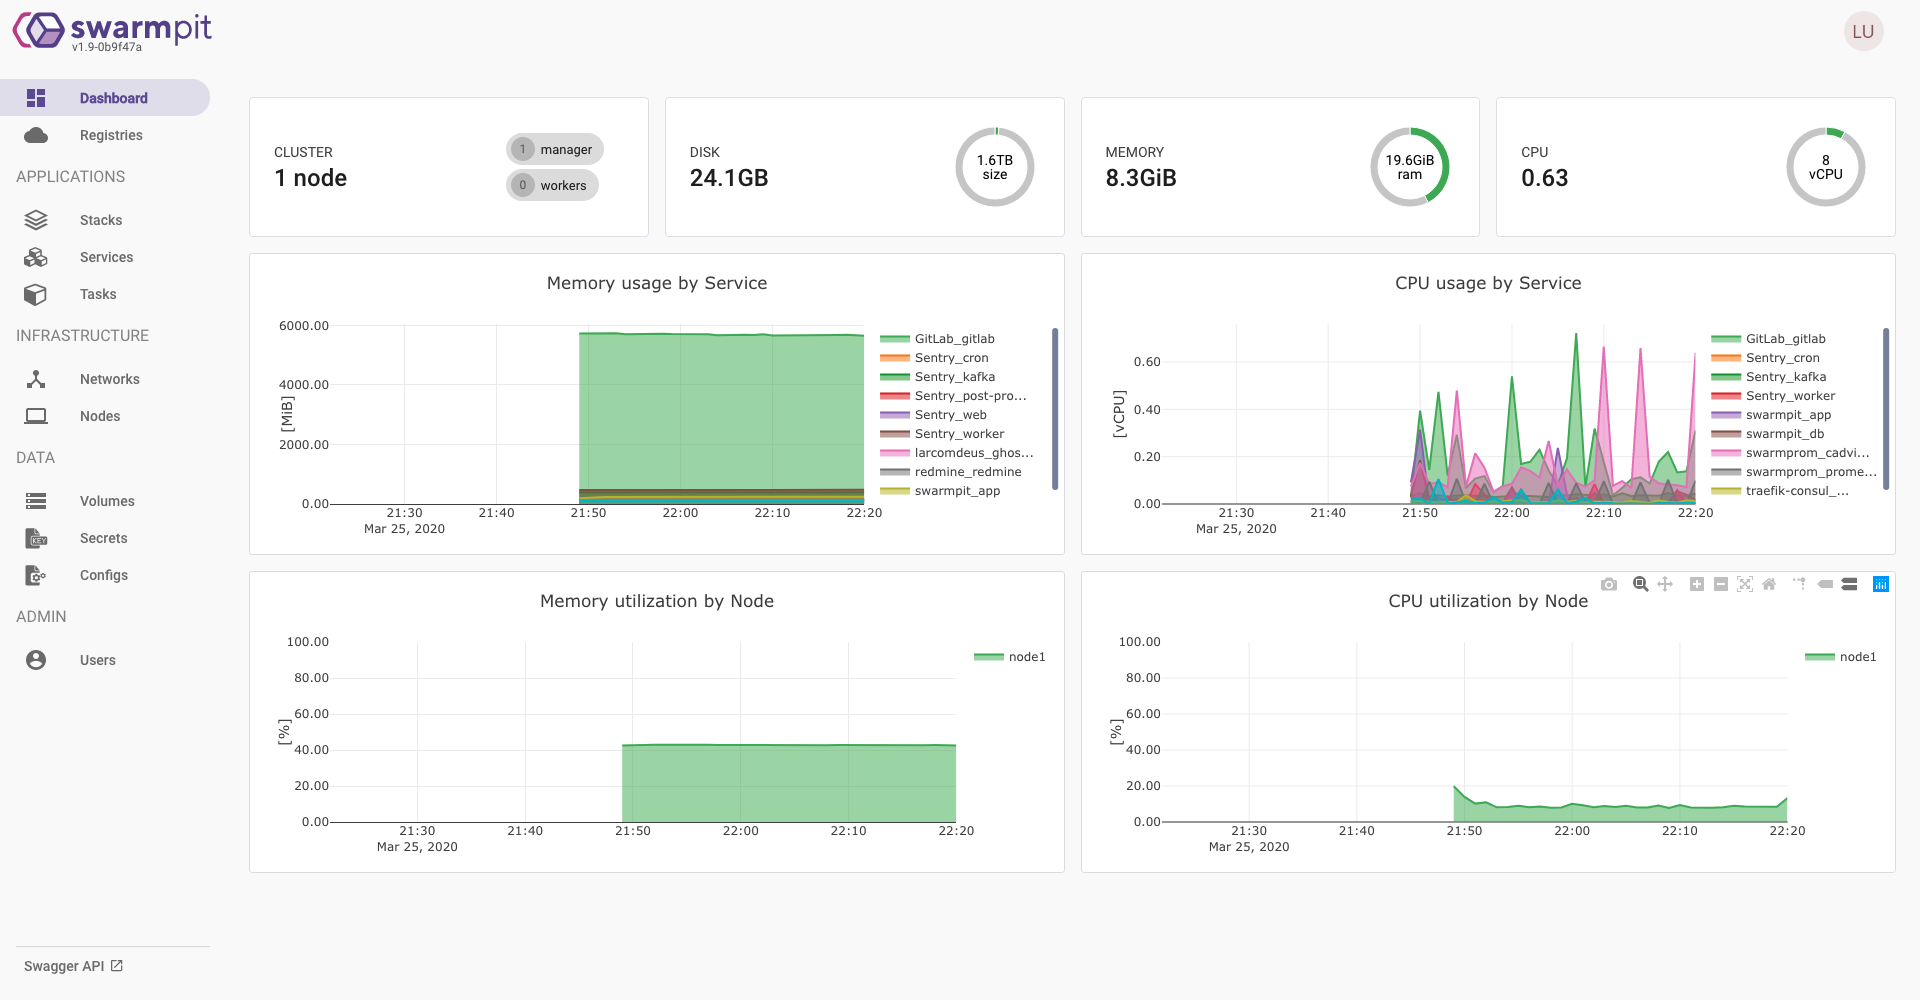 swarmpit
v1.9-0b9f47a
LU
Dashboard
Registries
APPLICATIONS
Stacks
Services
Tasks
INFRASTRUCTURE
Networks
Nodes
DATA
Volumes
Secrets
KEY
Configs
ADMIN
Users
Swagger API
CLUSTER
1 node
1 manager
0 workers
DISK
24.1GB
1.6TB
size
MEMORY
8.3GiB
19.6GiB
ram
CPU
0.63
8
vCPU
Memory usage by Service
[MiB]
6000.00
4000.00
2000.00
0.00
21:30 21:40 21:50 22:00 22:10 22:20
Mar 25, 2020
GitLab_gitlab
Sentry_cron
Sentry_kafka
Sentry_post-pro...
Sentry_web
Sentry_worker
larcomdeus_ghos...
redmine_redmine
swarmpit_app
CPU usage by Service
[vCPU]
0.60
0.40
0.20
0.00
21:30 21:40 21:50 22:00 22:10 22:20
Mar 25, 2020
GitLab_gitlab
Sentry_cron
Sentry_kafka
Sentry_worker
swarmpit_app
swarmpit_db
swarmprom_cadvi...
swarmprom_prome...
traefik-consul_...
Memory utilization by Node
[%]
100.00
80.00
60.00
40.00
20.00
0.00
21:30 21:40 21:50 22:00 22:10 22:20
Mar 25, 2020
node1
CPU utilization by Node
[%]
100.00
80.00
60.00
40.00
20.00
0.00
21:30 21:40 21:50 22:00 22:10 22:20
Mar 25, 2020
node1